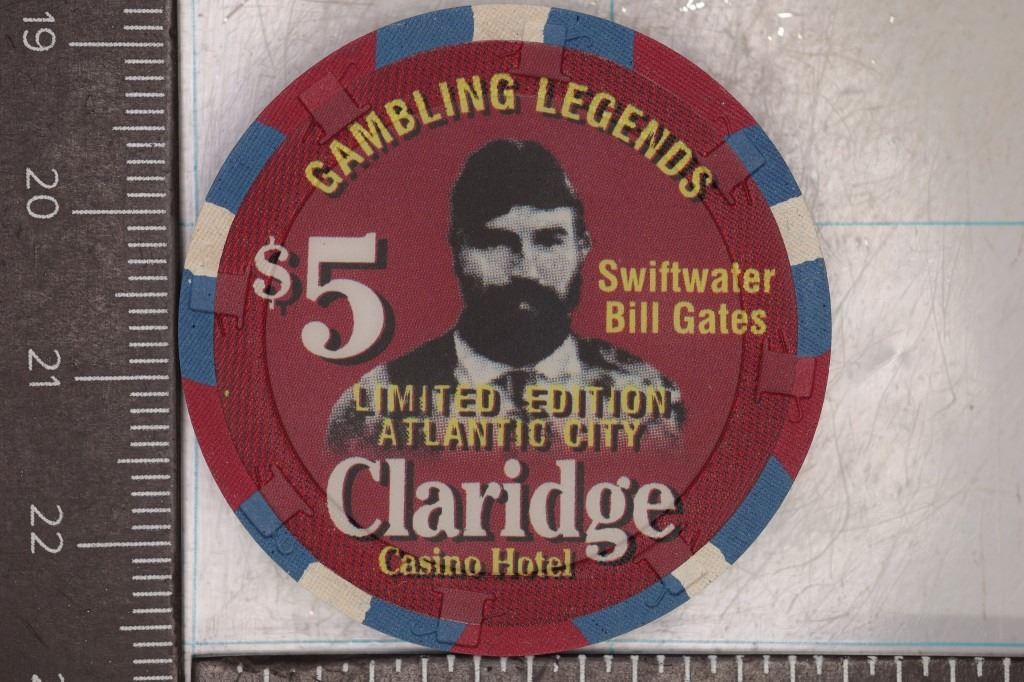 GAMBLING LEGENDS
$5
Swiftwater
Bill Gates
LIMITED EDITION
ATLANTIC CITY
Claridge
Casino Hotel
19
20
21
22